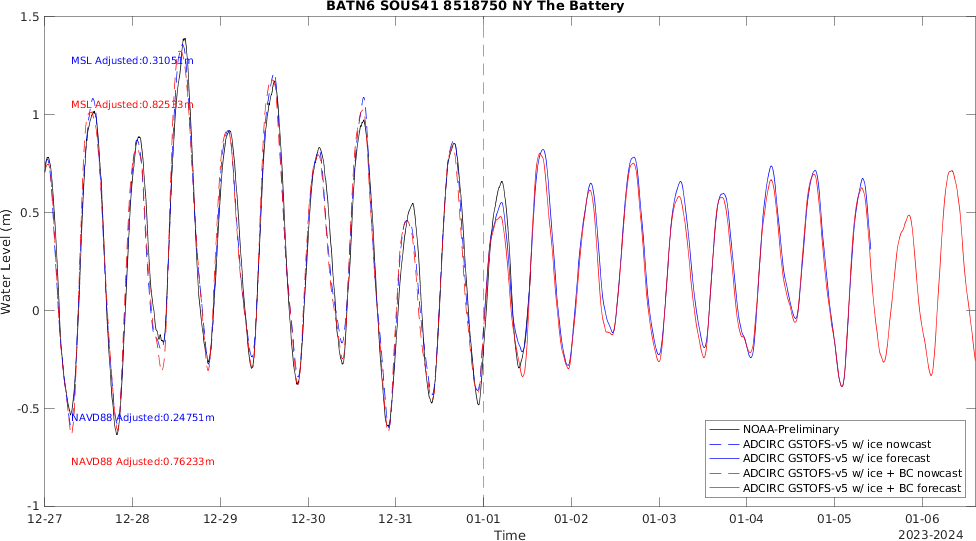 BATN6 SOUS41 8518750 NY The Battery
1.5
MSL Adjusted:0.31051m
MSL Adjusted:0.82533m
1
0.5
Water Level (m)
0
-0.5
NAVD88 Adjusted:0.24751m
NAVD88 Adjusted:0.76233m
NOAA-Preliminary
ADCIRC GSTOFS-v5 w/ ice nowcast
ADCIRC GSTOFS-v5 w/ ice forecast
ADCIRC GSTOFS-v5 w/ ice + BC nowcast
ADCIRC GSTOFS-v5 w/ ice + BC forecast
-1
12-27 12-28 12-29 12-30 12-31 01-01 01-02 01-03 01-04 01-05 01-06
Time
2023-2024